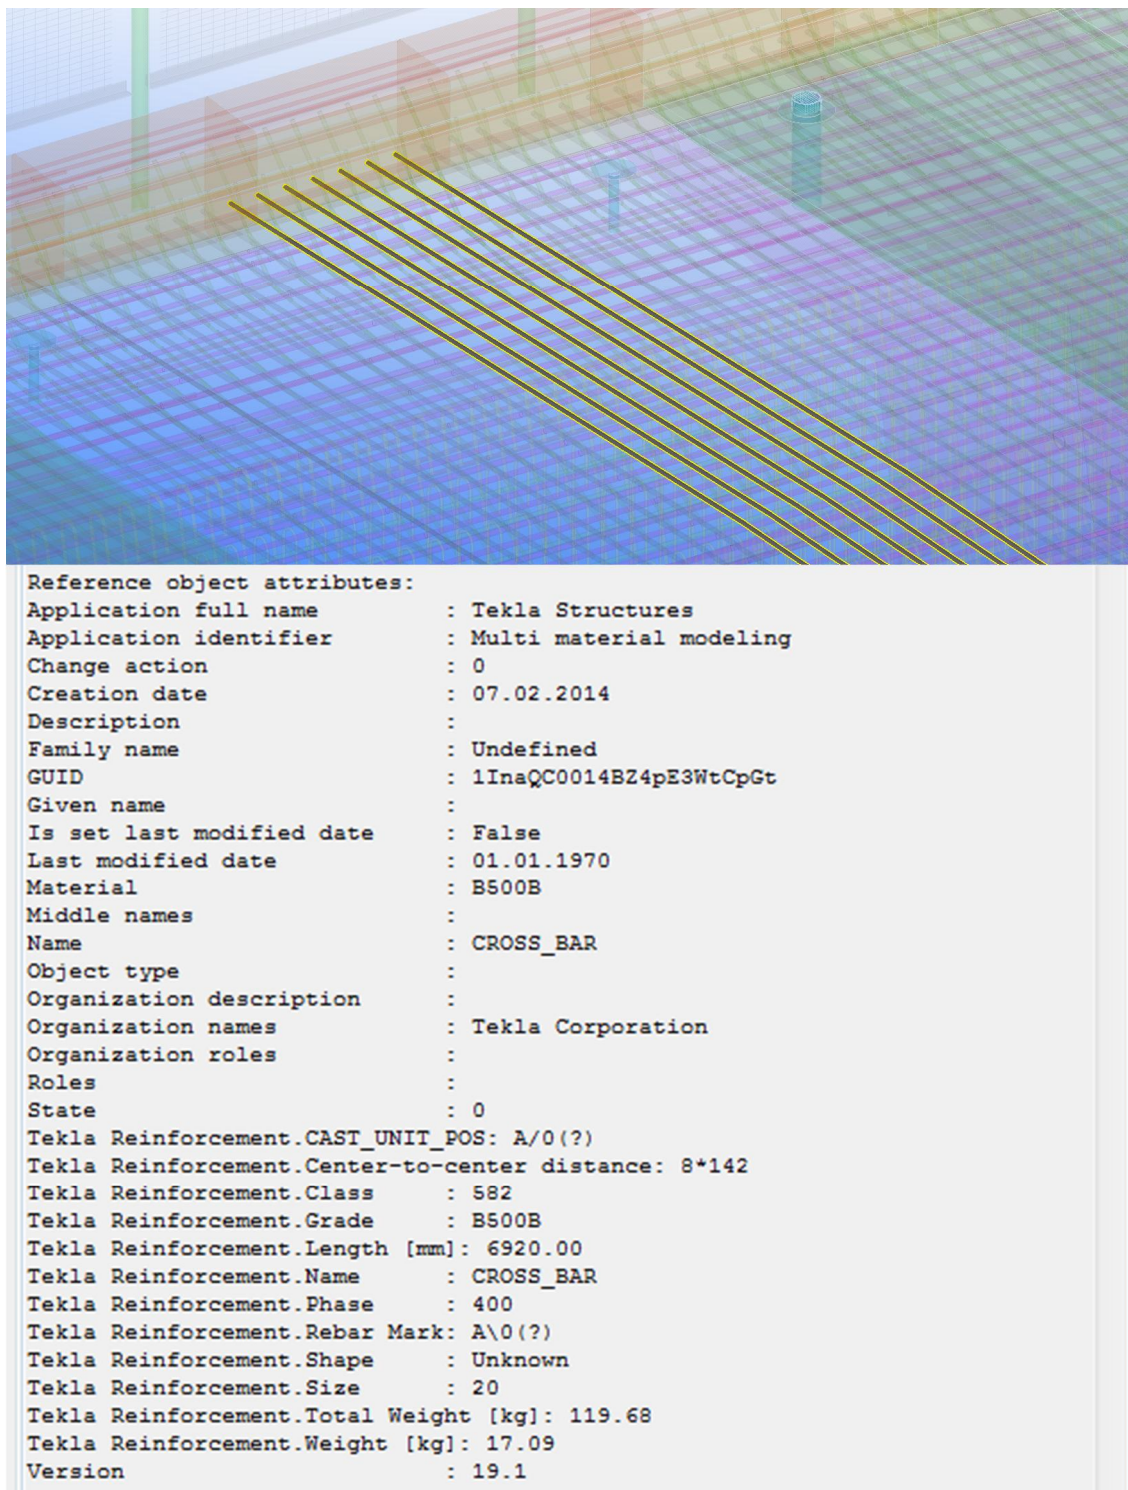 Reference object attributes:
Application full name : Tekla Structures
Application identifier : Multi material modeling
Change action : 0
Creation date : 07.02.2014
Description :
Family name : Undefined
GUID : 1InaQC0014BZ4pE3WtCpGt
Given name :
Is set last modified date : False
Last modified date : 01.01.1970
Material : B500B
Middle names :
Name : CROSS_BAR
Object type :
Organization description :
Organization names : Tekla Corporation
Organization roles :
Roles :
State : 0
Tekla Reinforcement.CAST_UNIT_POS: A/0(?)
Tekla Reinforcement.Center-to-center distance: 8*142
Tekla Reinforcement.Class : 582
Tekla Reinforcement.Grade : B500B
Tekla Reinforcement.Length [mm]: 6920.00
Tekla Reinforcement.Name : CROSS_BAR
Tekla Reinforcement.Phase : 400
Tekla Reinforcement.Rebar Mark: A\0(?)
Tekla Reinforcement.Shape : Unknown
Tekla Reinforcement.Size : 20
Tekla Reinforcement.Total Weight [kg]: 119.68
Tekla Reinforcement.Weight [kg]: 17.09
Version : 19.1